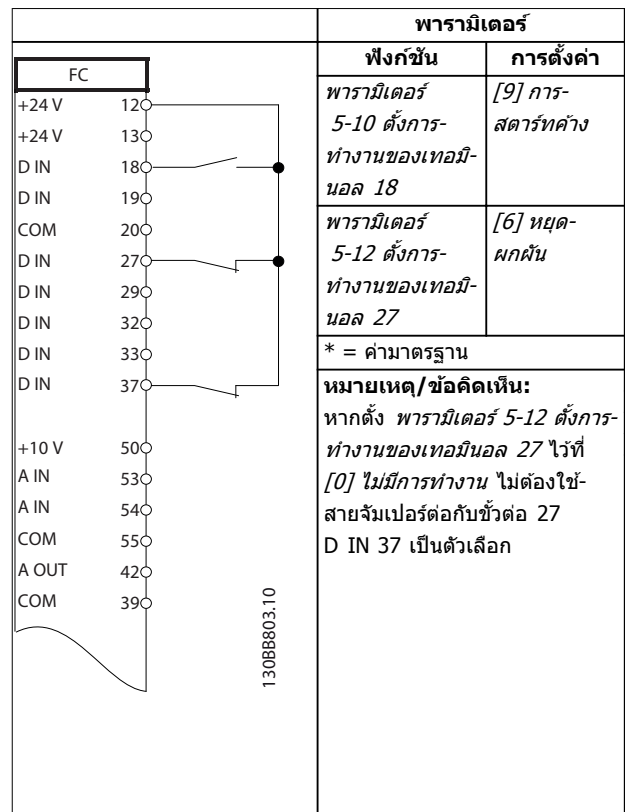 FC
+24 V 12
+24 V 13
D IN 18
D IN 19
COM 20
D IN 27
D IN 29
D IN 32
D IN 33
D IN 37
+10 V 50
A IN 53
A IN 54
COM 55
A OUT 42
COM 39
130BB803.10
พารามิเตอร์
ฟังก์ชัน การตั้งค่า
พารามิเตอร์ [9] การ-
5-10 ตั้งการ- สตาร์ทค้าง
ทำงานของเทอมิ-
นอล 18
พารามิเตอร์ [6] หยุด-
5-12 ตั้งการ- ผกผัน
ทำงานของเทอมิ-
นอล 27
* = ค่ามาตรฐาน
หมายเหตุ/ข้อคิดเห็น:
หากตั้ง พารามิเตอร์ 5-12 ตั้งการ-
ทำงานของเทอมินอล 27 ไว้ที่
[0] ไม่มีการทำงาน ไม่ต้องใช้-
สายจัมเปอร์ต่อกับขั้วต่อ 27
D IN 37 เป็นตัวเลือก